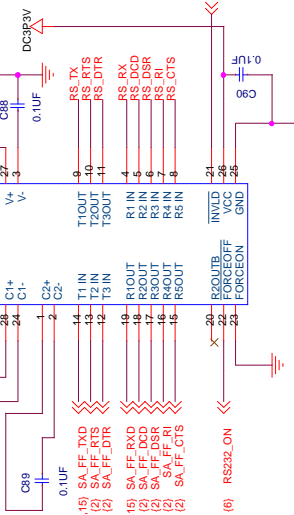 DC3P3V
C88
0.1UF
0.1UF
C90
RS_TX
RS_RTS
RS_DTR
RS_RX
RS_DCD
RS_DSR
RS_RI
RS_CTS
27
3
9
10
11
4
5
6
7
8
21
26
25
V+
V-
T1OUT
T2OUT
T3OUT
R1 IN
R2 IN
R3 IN
R4 IN
R5 IN
INVLD
VCC
GND
C1+
C1-
C2+
C2-
T1 IN
T2 IN
T3 IN
R1OUT
R2OUT
R3OUT
R4OUT
R5OUT
R2OUTB
FORCEOFF
FORCEON
28
24
1
2
14
13
12
19
18
17
16
15
20
22
23
C89
0.1UF
,15} SA_FF_TXD
{2} SA_FF_RTS
{2} SA_FF_DTR
15} SA_FF_RXD
{2} SA_FF_DCD
{2} SA_FF_DSR
{2} SA_FF_RI
{2} SA_FF_CTS
{6} RS232_ON